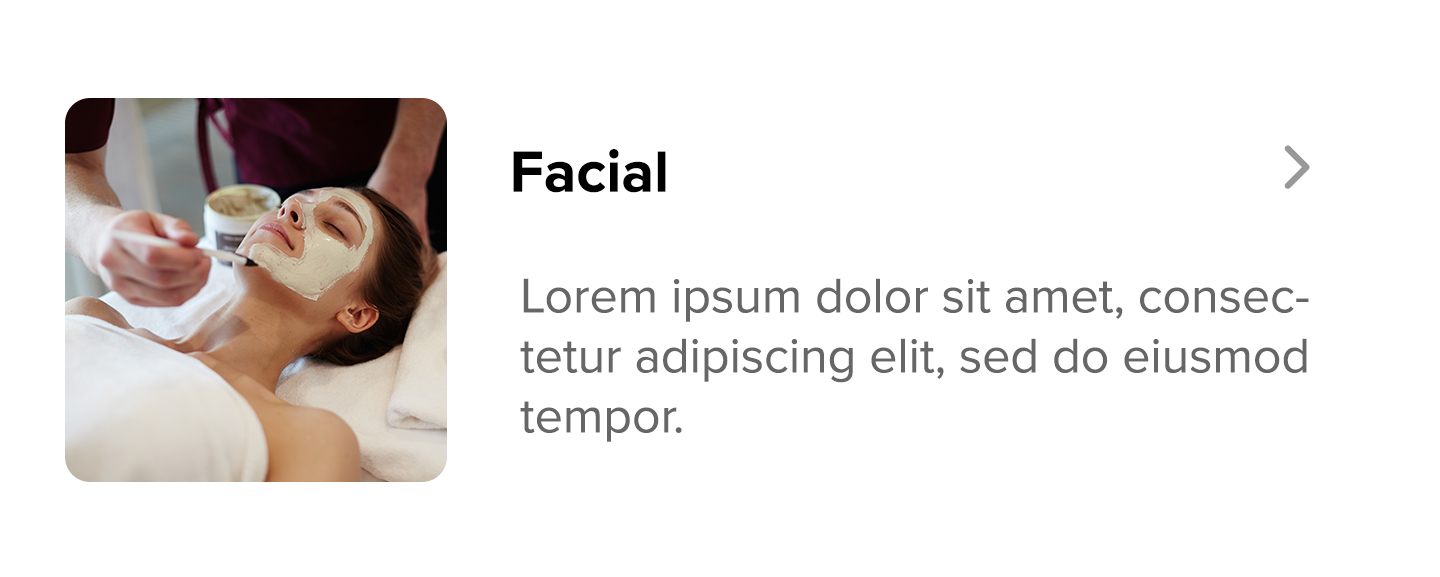 Facial
Lorem ipsum dolor sit amet, consec-
tetur adipiscing elit, sed do eiusmod
tempor.